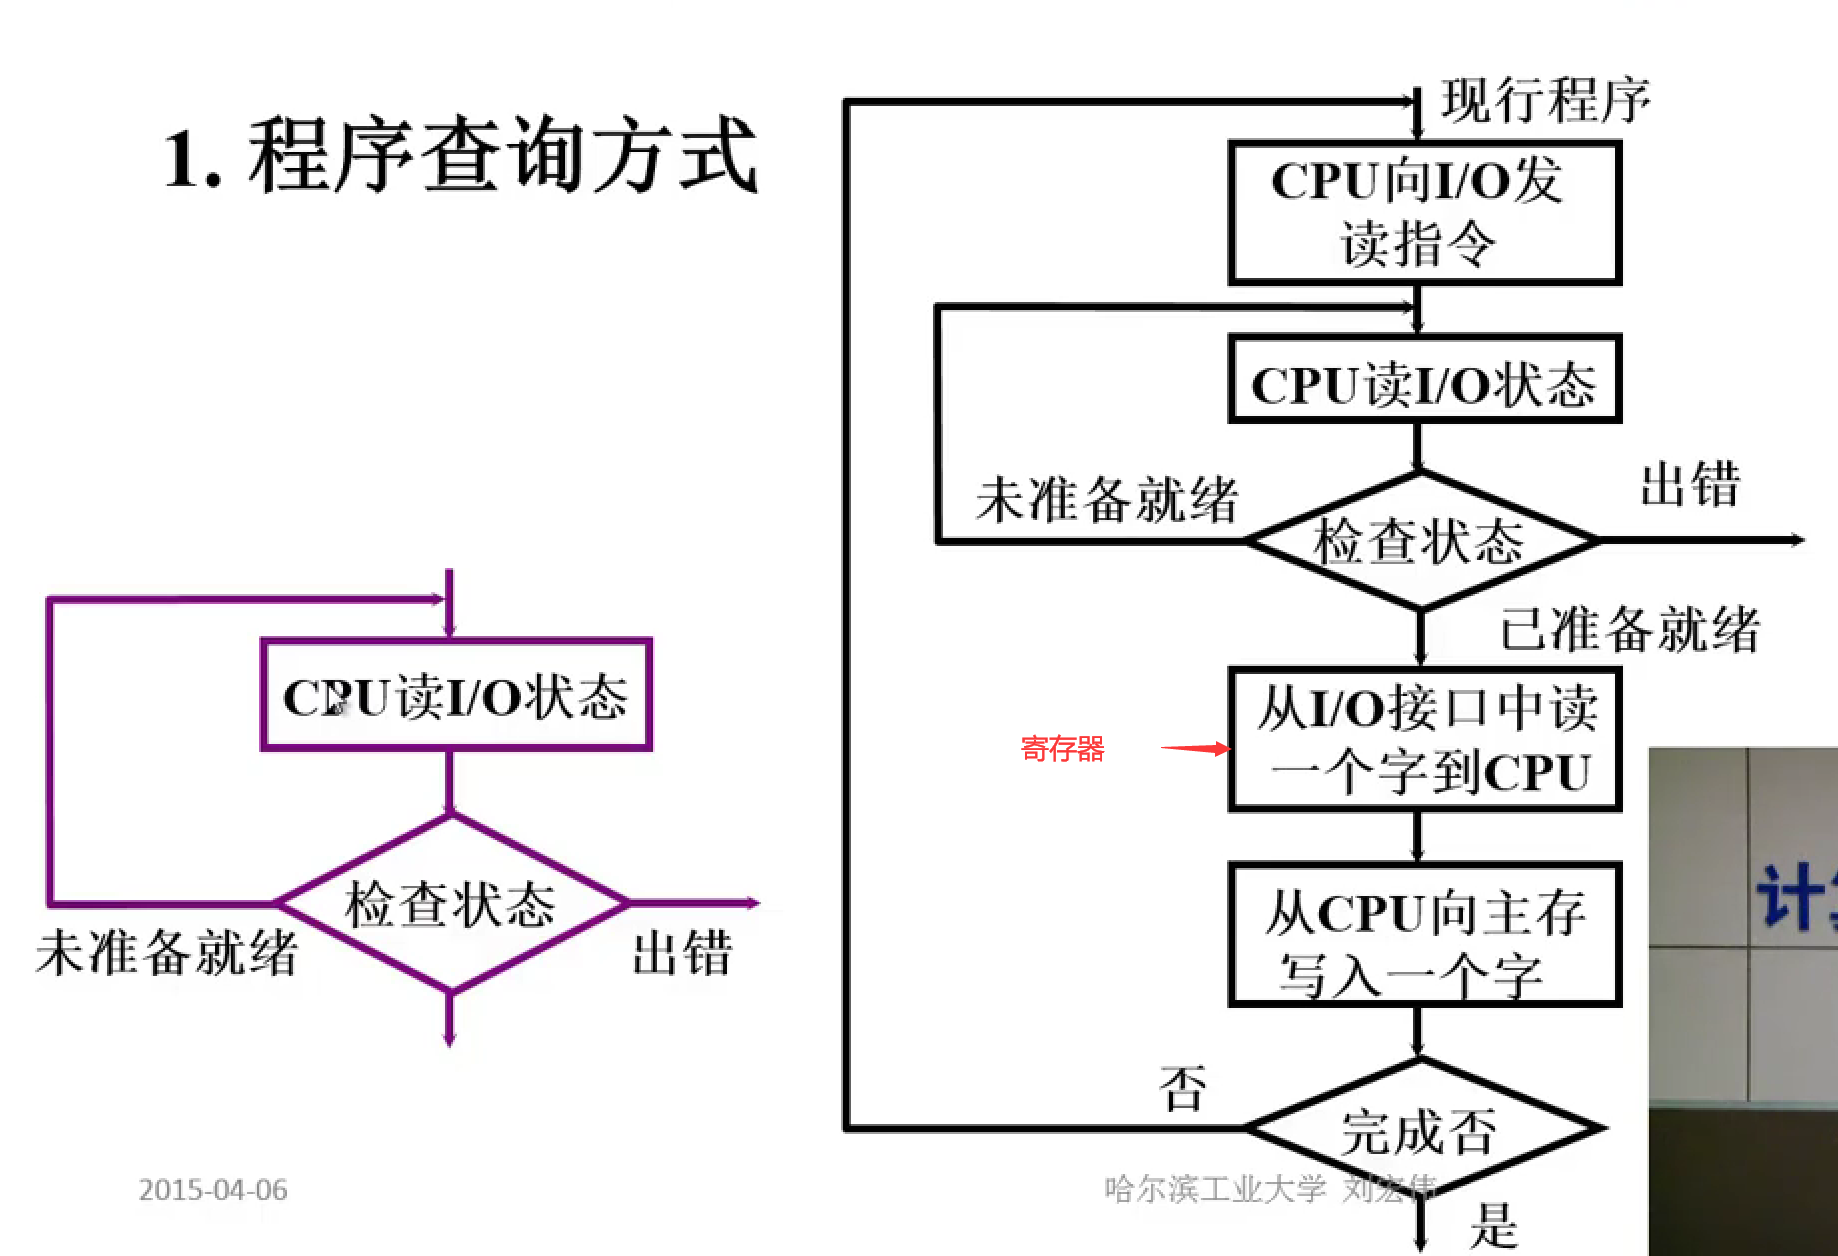 1. 程序查询方式
现行程序
CPU向I/O发
读指令
CPU读I/O状态
未准备就绪
检查状态
出错
已准备就绪
从I/O接口中读
一个字到CPU
寄存器
从CPU向主存
写入一个字
否
完成否
是
CPU读I/O状态
检查状态
未准备就绪
出错
2015-04-06
哈尔滨工业大学 刘宏伟
计